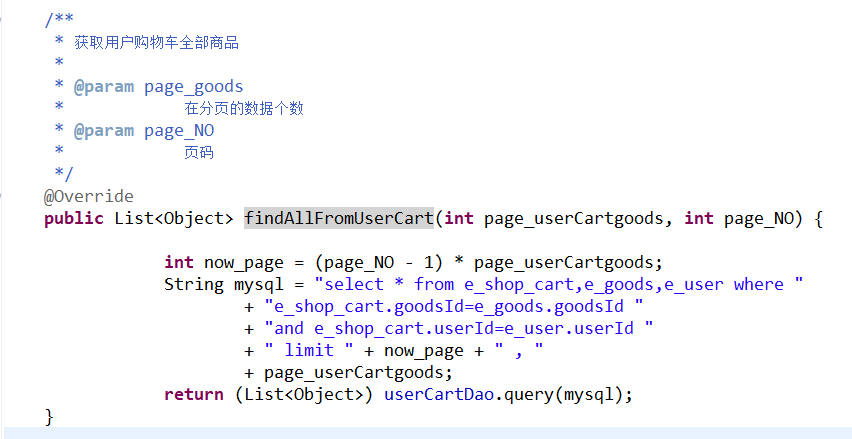 /**
 * 获取用户购物车全部商品
 *
 * @param page_goods
 *            在分页的数据个数
 * @param page_NO
 *            页码
 */
@Override
public List<Object> findAllFromUserCart(int page_userCartgoods, int page_NO) {
int now_page = (page_NO - 1) * page_userCartgoods;
String mysql = "select * from e_shop_cart,e_goods,e_user where "
+ "e_shop_cart.goodsId=e_goods.goodsId "
+ "and e_shop_cart.userId=e_user.userId "
+ " limit " + now_page + " , "
+ page_userCartgoods;
return (List<Object>) userCartDao.query(mysql);
}